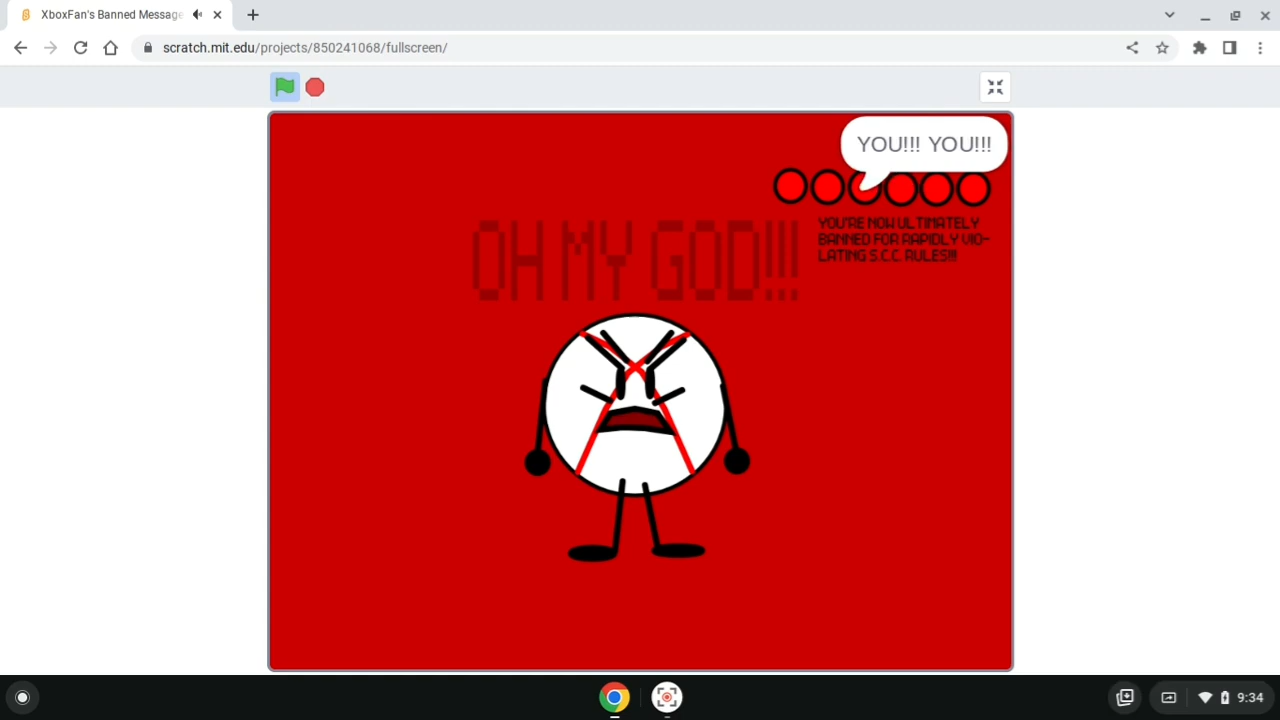 XboxFan's Banned Message
scratch.mit.edu/projects/850241068/fullscreen/
YOU!!! YOU!!!
OH MY GOD!!!
YOU'RE NOW ULTIMATELY
BANNED FOR RAPIDLY VIO-
LATING S.C.C. RULES!!!
9:34